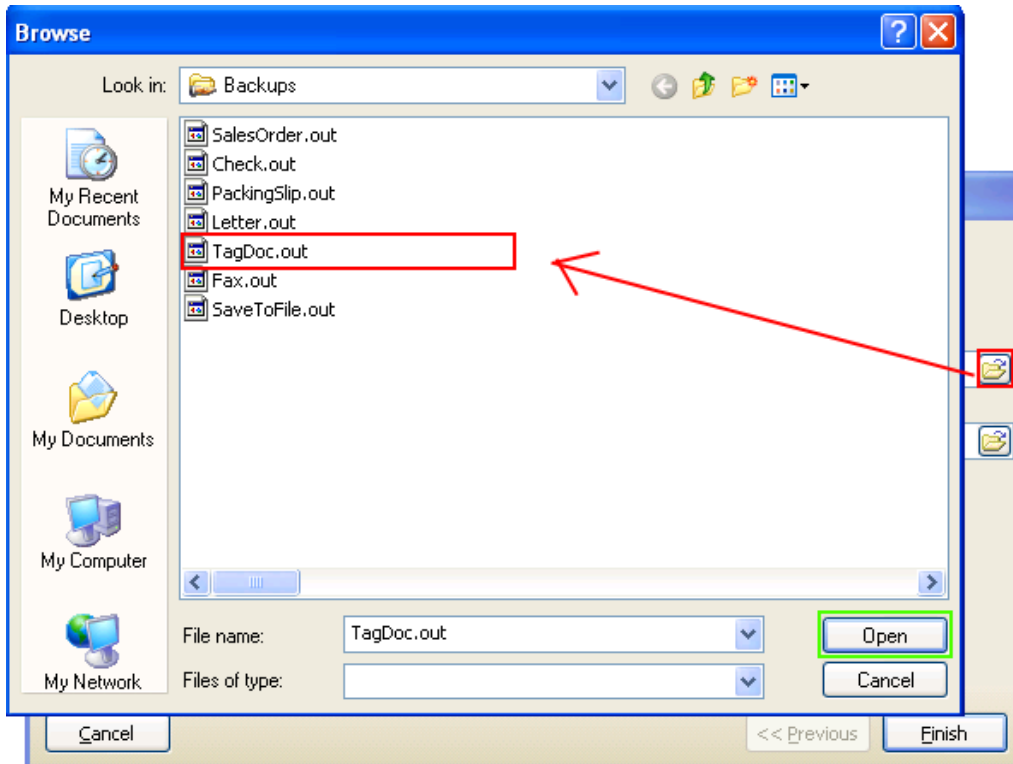 Browse
Look in: Backups
SalesOrder.out
Check.out
PackingSlip.out
Letter.out
TagDoc.out
Fax.out
SaveToFile.out
My Recent
Documents
Desktop
My Documents
My Computer
My Network
File name: TagDoc.out Open
Files of type: Cancel
Cancel << Previous Finish